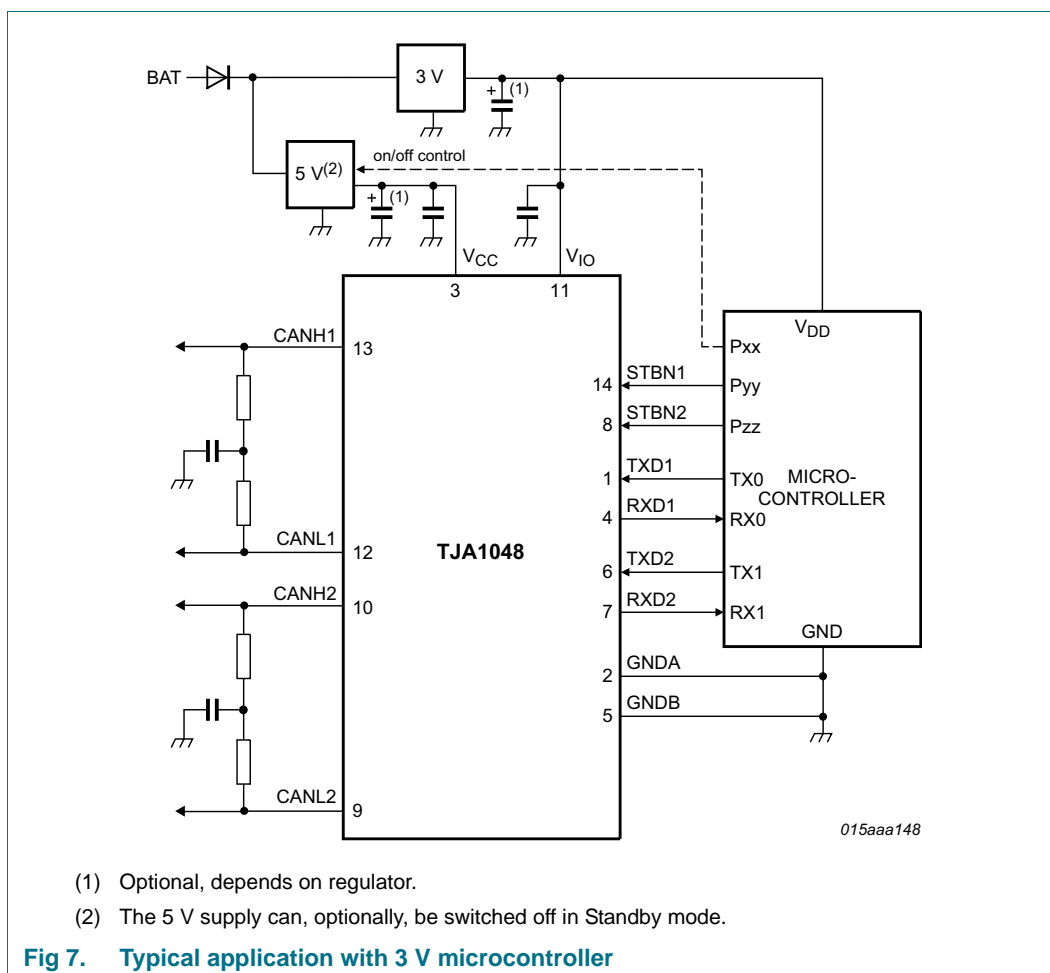 BAT
3 V
+ (1)
on/off control
5 V(2)
+ (1)
VCC
VIO
3
11
VDD
CANH1
13
Pxx
14
STBN1
Pyy
8
STBN2
Pzz
1
TXD1
TX0
MICRO-
CONTROLLER
4
RXD1
RX0
CANL1
12
TJA1048
6
TXD2
TX1
CANH2
10
7
RXD2
RX1
GND
2
GNDA
5
GNDB
CANL2
9
015aaa148
(1) Optional, depends on regulator.
(2) The 5 V supply can, optionally, be switched off in Standby mode.
Fig 7. Typical application with 3 V microcontroller